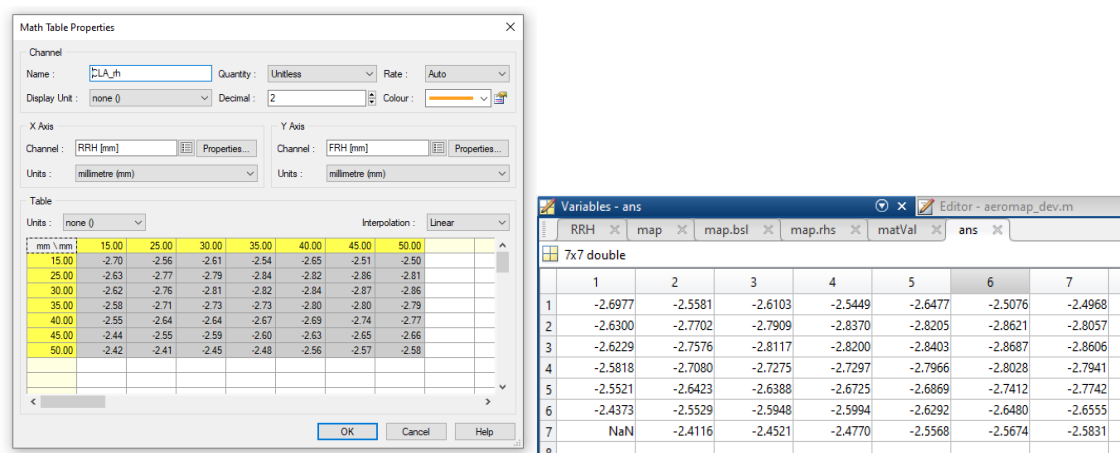 Math Table Properties
Channel
Name : CLA_rh Quantity : Unitless Rate : Auto
Display Unit : none () Decimal : 2 Colour :
X Axis Y Axis
Channel : RRH [mm] Properties... Channel : FRH [mm] Properties...
Units : millimetre (mm) Units : millimetre (mm)
Table
Units : none () Interpolation : Linear
mm \ mm 15.00 25.00 30.00 35.00 40.00 45.00 50.00
15.00 -2.70 -2.56 -2.61 -2.54 -2.65 -2.51 -2.50
25.00 -2.63 -2.77 -2.79 -2.84 -2.82 -2.86 -2.81
30.00 -2.62 -2.76 -2.81 -2.82 -2.84 -2.87 -2.86
35.00 -2.58 -2.71 -2.73 -2.73 -2.80 -2.80 -2.79
40.00 -2.55 -2.64 -2.64 -2.67 -2.69 -2.74 -2.77
45.00 -2.44 -2.55 -2.59 -2.60 -2.63 -2.65 -2.66
50.00 -2.42 -2.41 -2.45 -2.48 -2.56 -2.57 -2.58
OK Cancel Help
Variables - ans Editor - aeromap_dev.m
RRH map map.bsl map.rhs matVal ans
7x7 double
1 2 3 4 5 6 7
1 -2.6977 -2.5581 -2.6103 -2.5449 -2.6477 -2.5076 -2.4968
2 -2.6300 -2.7702 -2.7909 -2.8370 -2.8205 -2.8621 -2.8057
3 -2.6229 -2.7576 -2.8117 -2.8200 -2.8403 -2.8687 -2.8606
4 -2.5818 -2.7080 -2.7275 -2.7297 -2.7966 -2.8028 -2.7941
5 -2.5521 -2.6423 -2.6388 -2.6725 -2.6869 -2.7412 -2.7742
6 -2.4373 -2.5529 -2.5948 -2.5994 -2.6292 -2.6480 -2.6555
7 NaN -2.4116 -2.4521 -2.4770 -2.5568 -2.5674 -2.5831